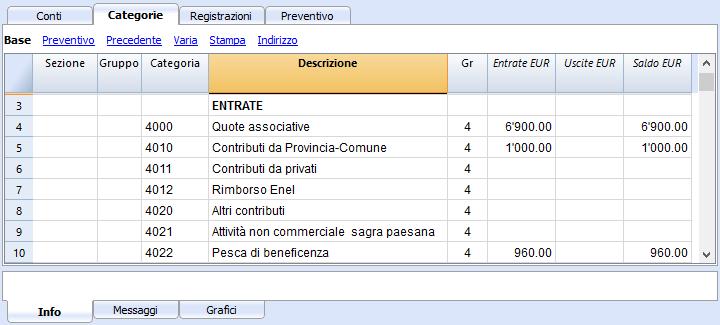 Conti Categorie Registrazioni Preventivo
Base Preventivo Precedente Varia Stampa Indirizzo
Sezione Gruppo Categoria Descrizione Gr Entrate EUR Uscite EUR Saldo EUR
3 ENTRATE
4 4000 Quote associative 4 6'900.00 6'900.00
5 4010 Contributi da Provincia-Comune 4 1'000.00 1'000.00
6 4011 Contributi da privati 4
7 4012 Rimborso Enel 4
8 4020 Altri contributi 4
9 4021 Attività non commerciale sagra paesana 4
10 4022 Pesca di beneficenza 4 960.00 960.00
Info Messaggi Grafici